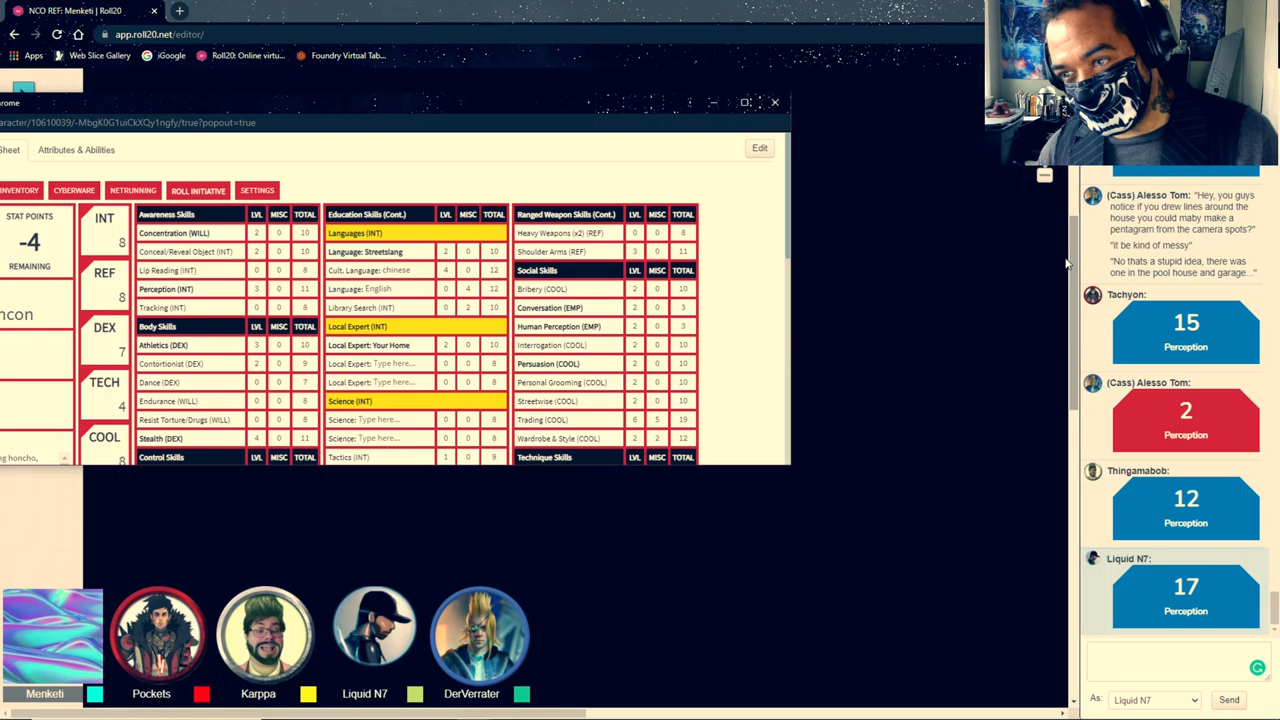 NCO REF: Menketi | Roll20
app.roll20.net/editor/
Apps Web Slice Gallery iGoogle Roll20: Online virtu... Foundry Virtual Tab...
rome
aracter/10610039/-MbgK0G1uiCkXQy1ngfy/true?popout=true
Sheet Attributes & Abilities Edit
INVENTORY CYBERWARE NETRUNNING ROLL INITIATIVE SETTINGS
STAT POINTS
-4
REMAINING
ncon
ng honcho,
INT
8
REF
8
DEX
7
TECH
4
COOL
8
Awareness Skills LVL MISC TOTAL
Concentration (WILL) 2 0 10
Conceal/Reveal Object (INT) 2 0 10
Lip Reading (INT) 0 0 8
Perception (INT) 3 0 11
Tracking (INT) 0 0 8
Body Skills LVL MISC TOTAL
Athletics (DEX) 3 0 10
Contortionist (DEX) 2 0 9
Dance (DEX) 0 0 7
Endurance (WILL) 0 0 8
Resist Torture/Drugs (WILL) 0 0 8
Stealth (DEX) 4 0 11
Control Skills LVL MISC TOTAL
Education Skills (Cont.) LVL MISC TOTAL
Languages (INT)
Language: Streetslang 2 0 10
Cult. Language: chinese 4 0 12
Language: English 0 4 12
Library Search (INT) 0 2 10
Local Expert (INT)
Local Expert: Your Home 2 0 10
Local Expert: Type here... 0 0 8
Local Expert: Type here... 0 0 8
Science (INT)
Science: Type here... 0 0 8
Science: Type here... 0 0 8
Tactics (INT) 1 0 9
Ranged Weapon Skills (Cont.) LVL MISC TOTAL
Heavy Weapons (x2) (REF) 0 0 8
Shoulder Arms (REF) 3 0 11
Social Skills LVL MISC TOTAL
Bribery (COOL) 2 0 10
Conversation (EMP) 2 0 3
Human Perception (EMP) 2 0 3
Interrogation (COOL) 2 0 10
Persuasion (COOL) 2 0 10
Personal Grooming (COOL) 2 0 10
Streetwise (COOL) 2 0 10
Trading (COOL) 6 5 19
Wardrobe & Style (COOL) 2 2 12
Technique Skills LVL MISC TOTAL
(Cass) Alesso Tom: "Hey, you guys
notice if you drew lines around the
house you could maby make a
pentagram from the camera spots?"
"it be kind of messy"
"No thats a stupid idea, there was
one in the pool house and garage..."
Tachyon:
15
Perception
(Cass) Alesso Tom:
2
Perception
Thingamabob:
12
Perception
Liquid N7:
17
Perception
As: Liquid N7 Send
Menketi Pockets Karppa Liquid N7 DerVerrater